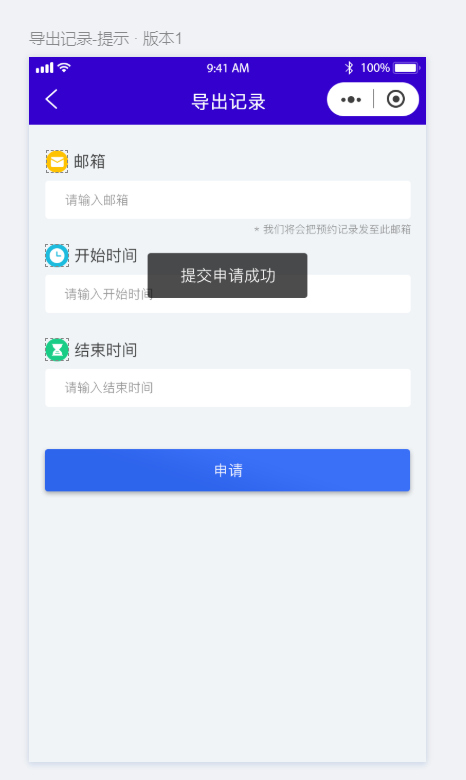 导出记录-提示 · 版本1
9:41 AM
100%
导出记录
邮箱
请输入邮箱
* 我们将会把预约记录发至此邮箱
开始时间
提交申请成功
请输入开始时间
结束时间
请输入结束时间
申请